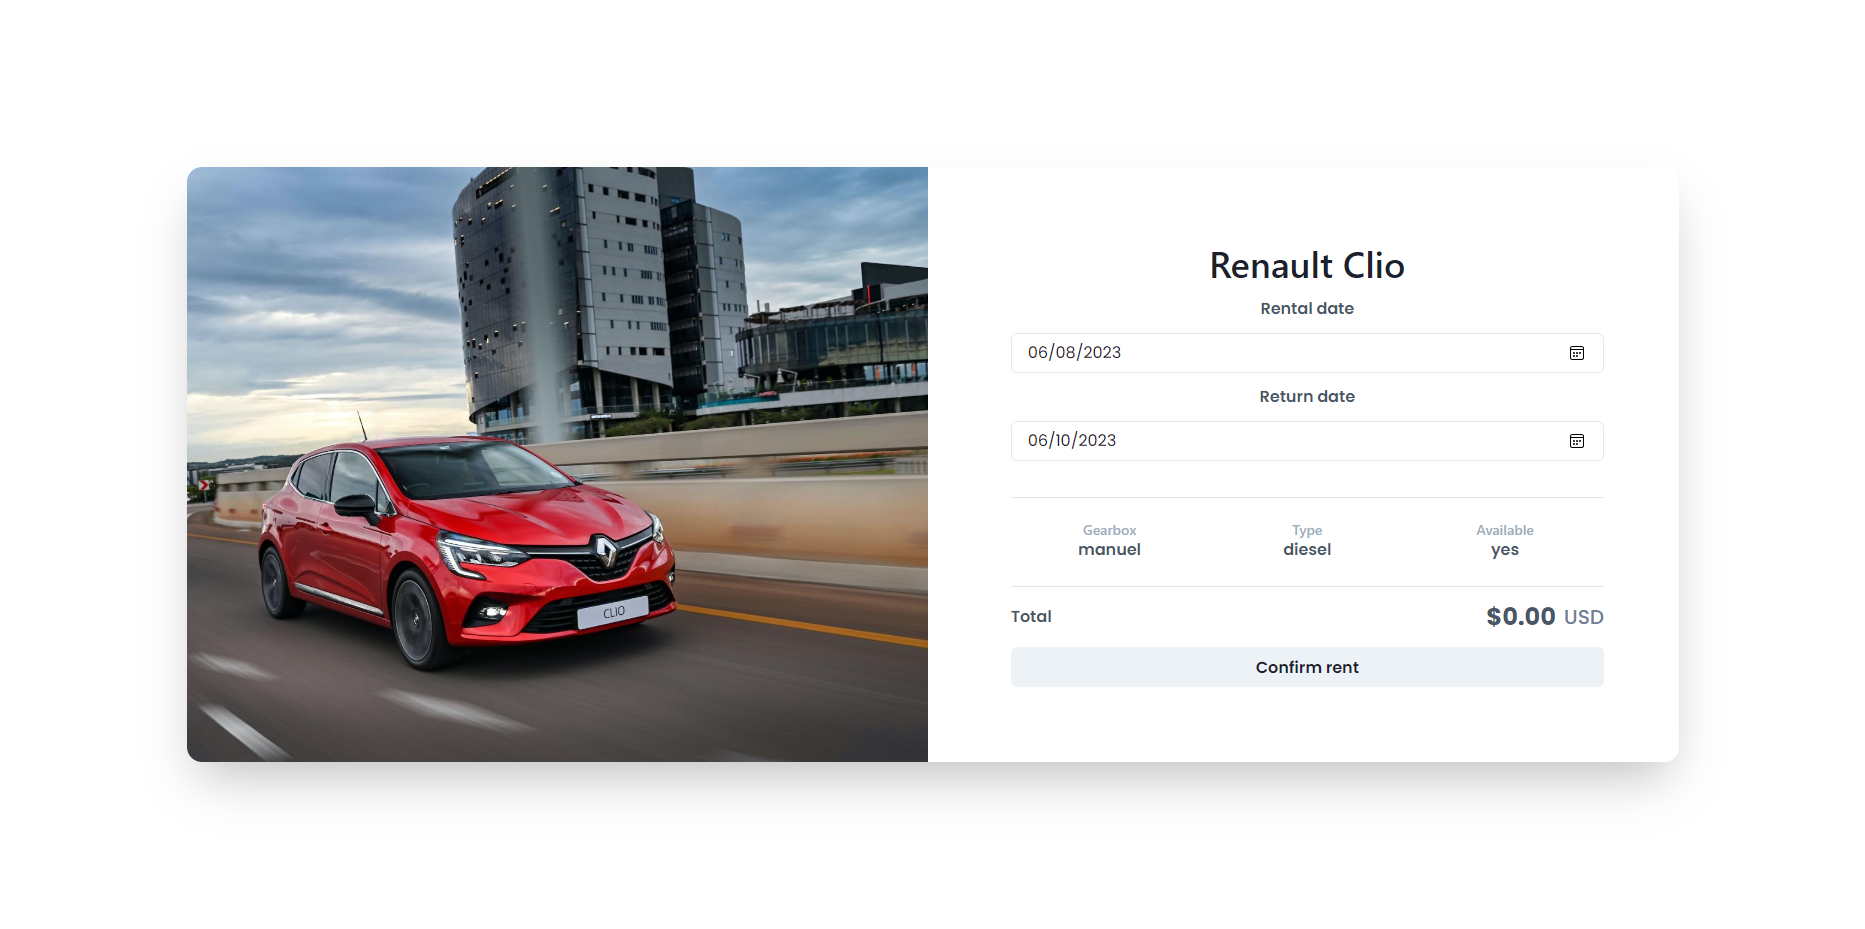 Renault Clio
Rental date
06/08/2023
Return date
06/10/2023
Gearbox Type Available
manuel diesel yes
Total $0.00 USD
Confirm rent
CLIO